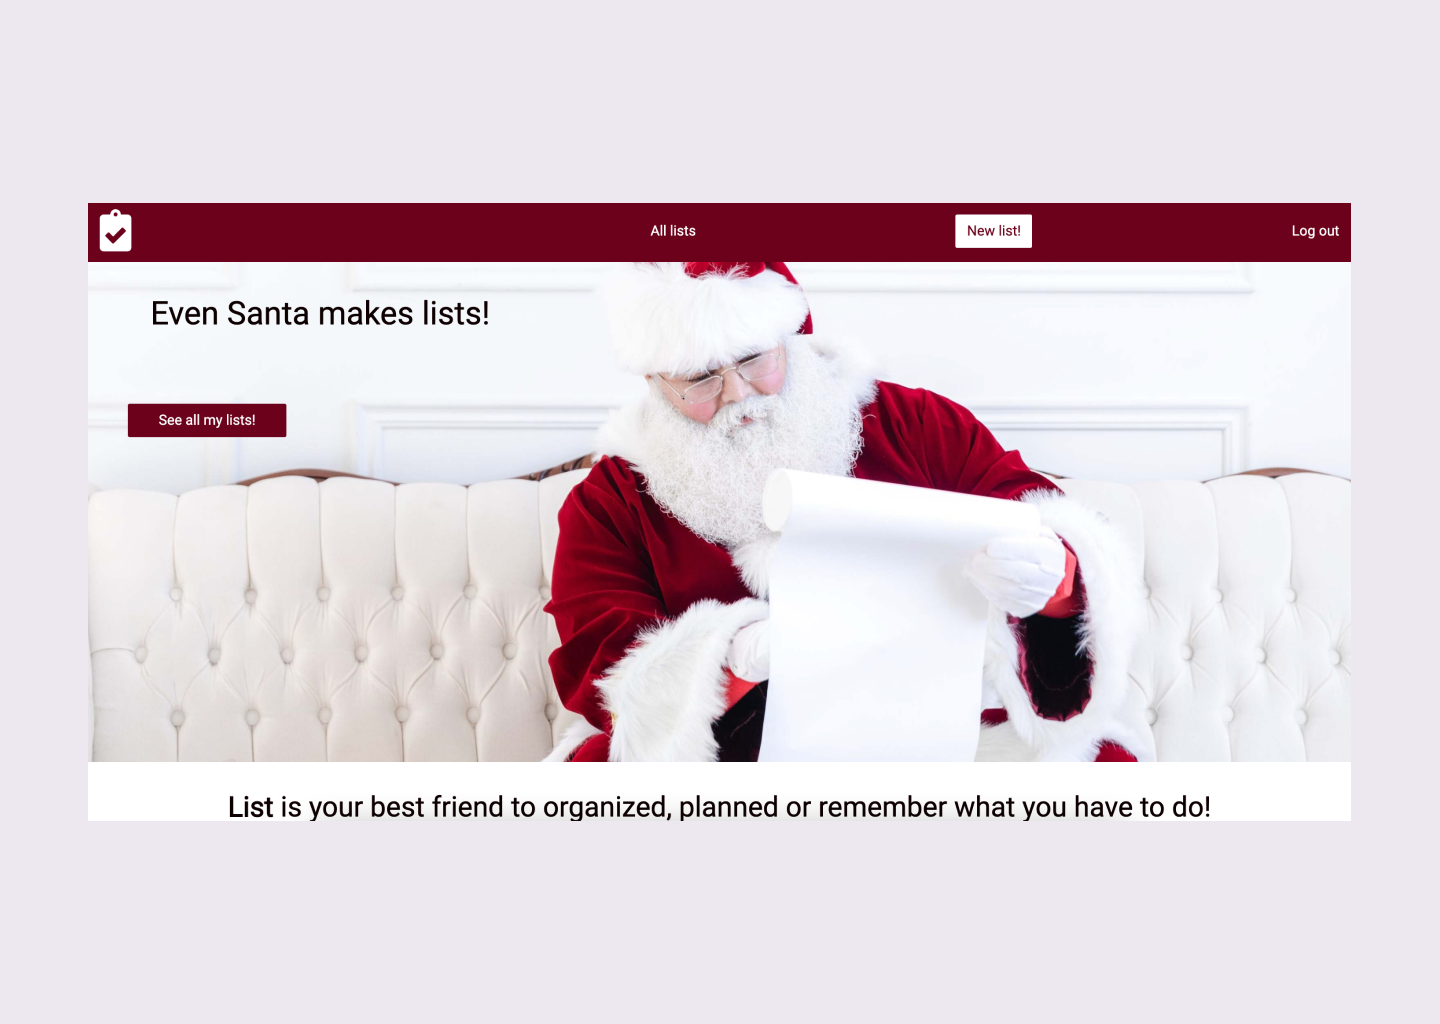 All lists
New list!
Log out
Even Santa makes lists!
See all my lists!
List is your best friend to organized, planned or remember what you have to do!